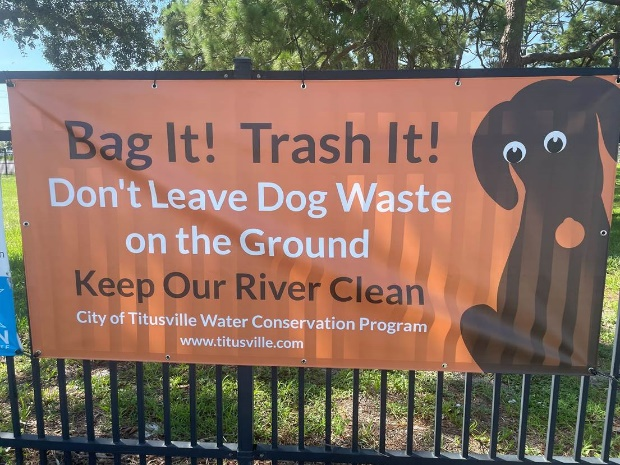 Bag It! Trash It!
Don't Leave Dog Waste
on the Ground
Keep Our River Clean
City of Titusville Water Conservation Program
www.titusville.com